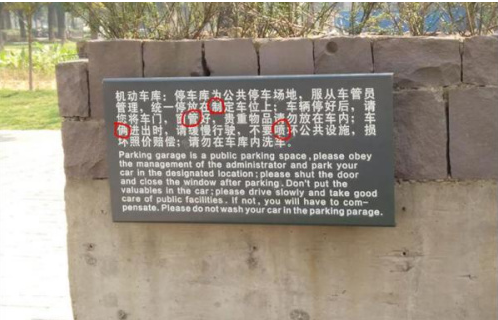 机动车库：停车库为公共停车场地，服从车管员
管理，统一停放在制定车位上；车辆停好后，请
您将车门，窗管好，贵重物品请勿放在车内；车
俩进出时，请缓慢行驶，不要喷坏公共设施，损
坏照价赔偿；请勿在车库内洗车。
Parking garage is a public parking space, please obey
the management of the administrator and park your
car in the designated location; please shut the door
and close the window after parking. Don't put the
valuables in the car; please drive slowly and take good
care of public facilities. If not, you will have to com-
pensate. Please do not wash your car in the parking parage.